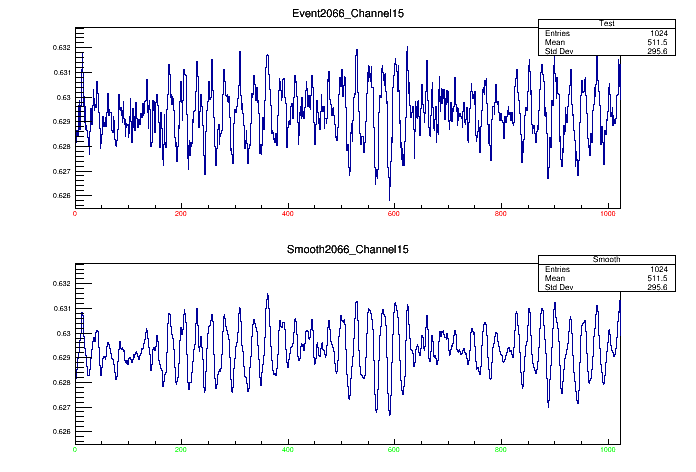 Event2066_Channel15
Test
Entries 1024
Mean 511.5
Std Dev 295.6
0.632
0.631
0.63
0.629
0.628
0.627
0.626
0 200 400 600 800 1000
Smooth2066_Channel15
Smooth
Entries 1024
Mean 511.5
Std Dev 295.6
0.632
0.631
0.63
0.629
0.628
0.627
0.626
0 200 400 600 800 1000